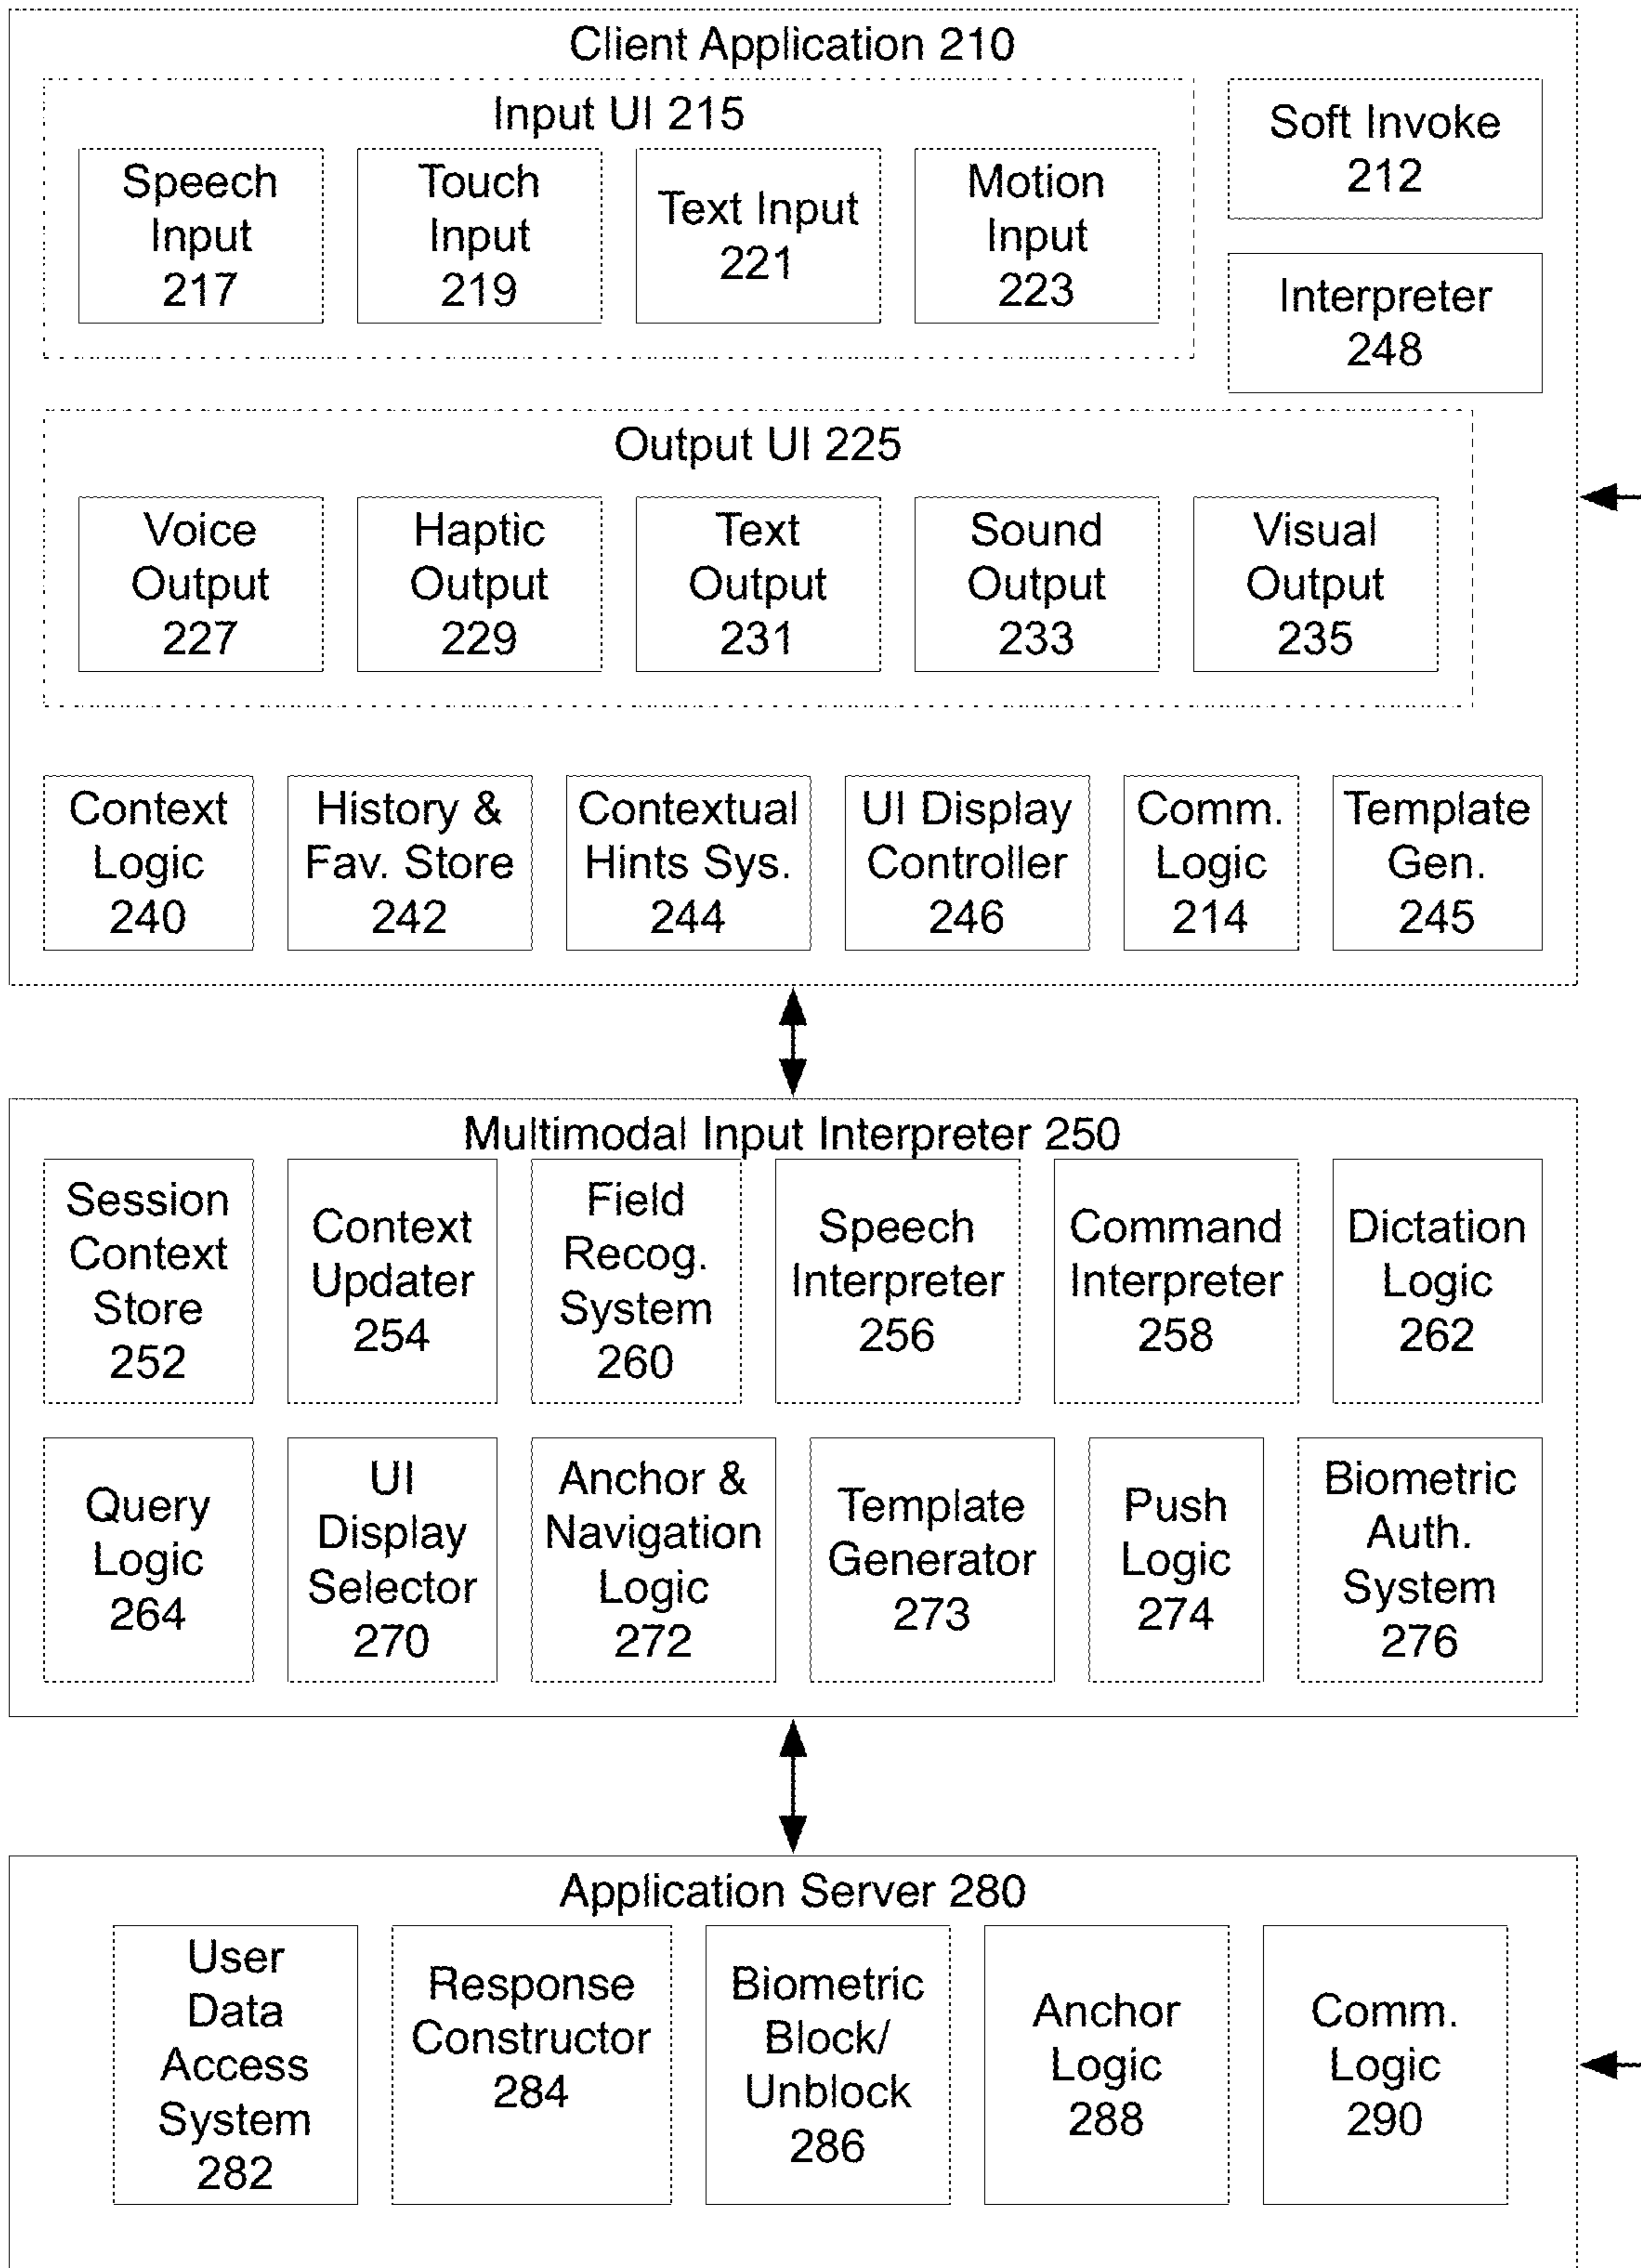 Client Application 210
Input UI 215
Speech
Input
217
Touch
Input
219
Text Input
221
Motion
Input
223
Soft Invoke
212
Interpreter
248
Output UI 225
Voice
Output
227
Haptic
Output
229
Text
Output
231
Sound
Output
233
Visual
Output
235
Context
Logic
240
History &
Fav. Store
242
Contextual
Hints Sys.
244
UI Display
Controller
246
Comm.
Logic
214
Template
Gen.
245
Multimodal Input Interpreter 250
Session
Context
Store
252
Context
Updater
254
Field
Recog.
System
260
Speech
Interpreter
256
Command
Interpreter
258
Dictation
Logic
262
Query
Logic
264
UI
Display
Selector
270
Anchor &
Navigation
Logic
272
Template
Generator
273
Push
Logic
274
Biometric
Auth.
System
276
Application Server 280
User
Data
Access
System
282
Response
Constructor
284
Biometric
Block/
Unblock
286
Anchor
Logic
288
Comm.
Logic
290